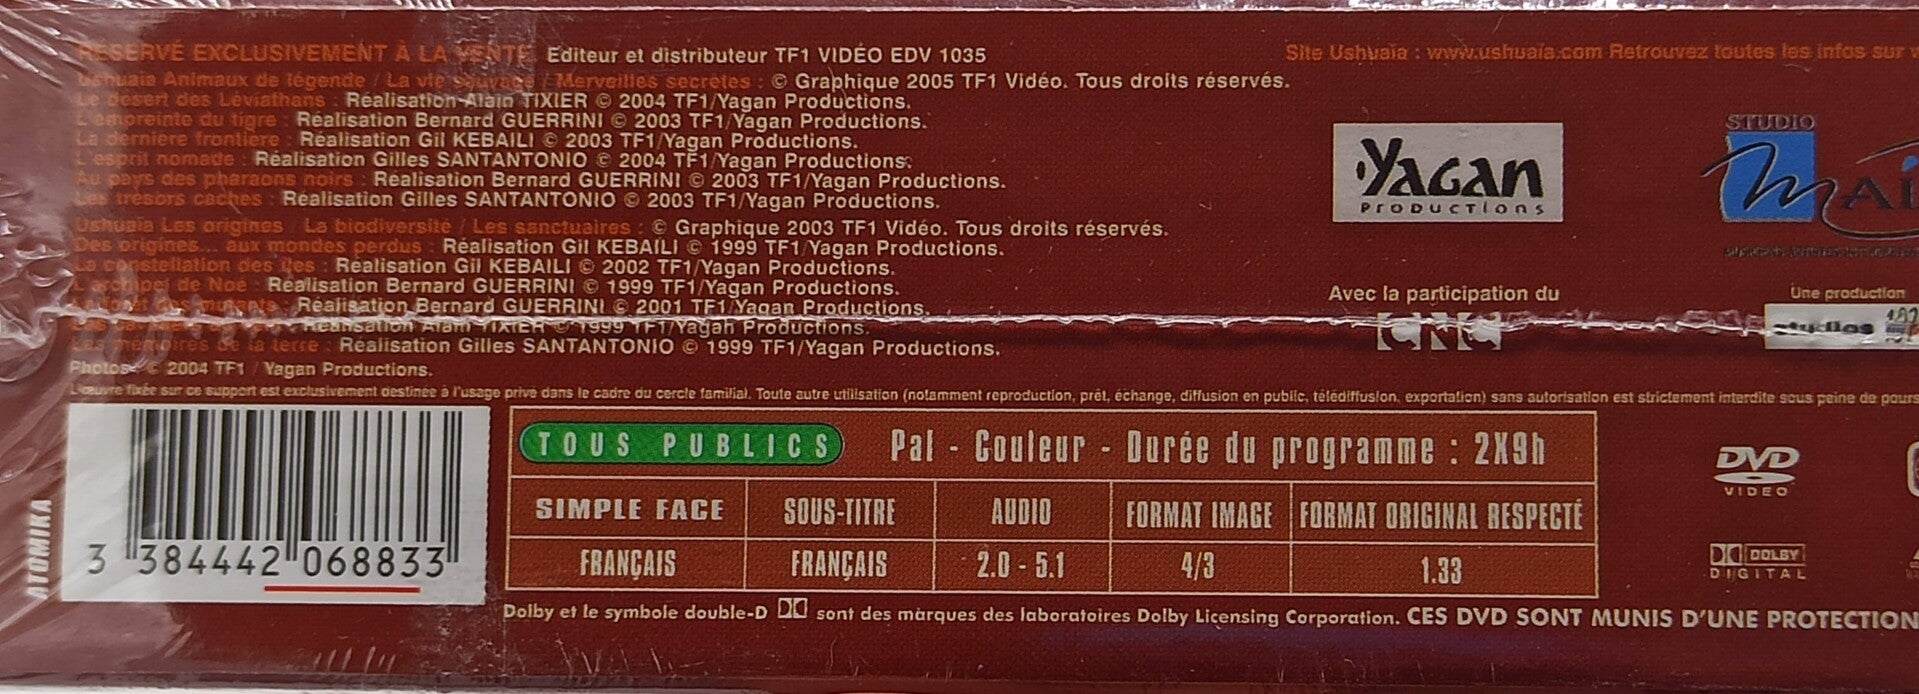 RESERVÉ EXCLUSIVEMENT À LA VENTE Editeur et distributeur TF1 VIDÉO EDV 1035
Site Ushuaïa : www.ushuaia.com Retrouvez toutes les infos sur
Ushuaïa Animaux de légende / La vie sauvage / Merveilles secrètes : © Graphique 2005 TF1 Vidéo. Tous droits réservés.
Le désert des Léviathans : Réalisation Alain TIXIER © 2004 TF1/Yagan Productions.
L'empreinte du tigre : Réalisation Bernard GUERRINI © 2003 TF1/Yagan Productions.
La dernière frontière : Réalisation Gil KEBAILI © 2003 TF1/Yagan Productions.
L'esprit nomade : Réalisation Gilles SANTANTONIO © 2004 TF1/Yagan Productions.
Au pays des pharaons noirs : Réalisation Bernard GUERRINI © 2003 TF1/Yagan Productions.
Les trésors cachés : Réalisation Gilles SANTANTONIO © 2003 TF1/Yagan Productions.
Ushuaïa Les origines La biodiversité / Les sanctuaires : © Graphique 2003 TF1 Vidéo. Tous droits réservés.
Des origines... aux mondes perdus : Réalisation Gil KEBAILI © 1999 TF1/Yagan Productions.
La constellation des îles : Réalisation Gil KEBAILI © 2002 TF1/Yagan Productions.
L'archipel de Noé : Réalisation Bernard GUERRINI © 1999 TF1/Yagan Productions.
Réalisation Bernard GUERRINI © 2001 TF1/Yagan Productions.
Réalisation Alain TIXIER © 1999 TF1/Yagan Productions.
Les mémoires de la terre : Réalisation Gilles SANTANTONIO © 1999 TF1/Yagan Productions.
Photos : © 2004 TF1 / Yagan Productions.
YAGAN
PRODUCTIONS
STUDIO
MAI
Avec la participation du
CNC
Une production
studios
L'œuvre fixée sur ce support est exclusivement destinée à l'usage privé dans le cadre du cercle familial. Toute autre utilisation (notamment reproduction, prêt, échange, diffusion en public, télédiffusion, exportation) sans autorisation est strictement interdite sous peine de
ATOMIKA
3 384442 068833
TOUS PUBLICS Pal - Couleur - Durée du programme : 2X9h
SIMPLE FACE SOUS-TITRE AUDIO FORMAT IMAGE FORMAT ORIGINAL RESPECTÉ
FRANÇAIS FRANÇAIS 2.0 - 5.1 4/3 1.33
DVD
VIDEO
DOLBY
DIGITAL
Dolby et le symbole double-D sont des marques des laboratoires Dolby Licensing Corporation. CES DVD SONT MUNIS D'UNE PROTECTION